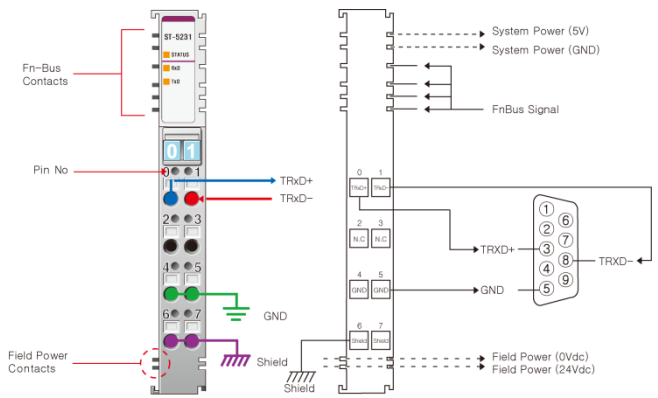 ST-5231
STATUS
RxD
TxD
Fn-Bus
Contacts
0 1
Pin No
0 1
TRxD+
TRxD-
2 3
4 5
GND
6 7
Field Power
Contacts
Shield
System Power (5V)
System Power (GND)
FnBus Signal
0 1
TRxD+ TRxD-
2 3
N.C N.C
4 5
GND GND
6 7
Shield Shield
Shield
TRXD+
GND
1
6
2
7
3
8
4
9
5
TRXD-
Field Power (0Vdc)
Field Power (24Vdc)